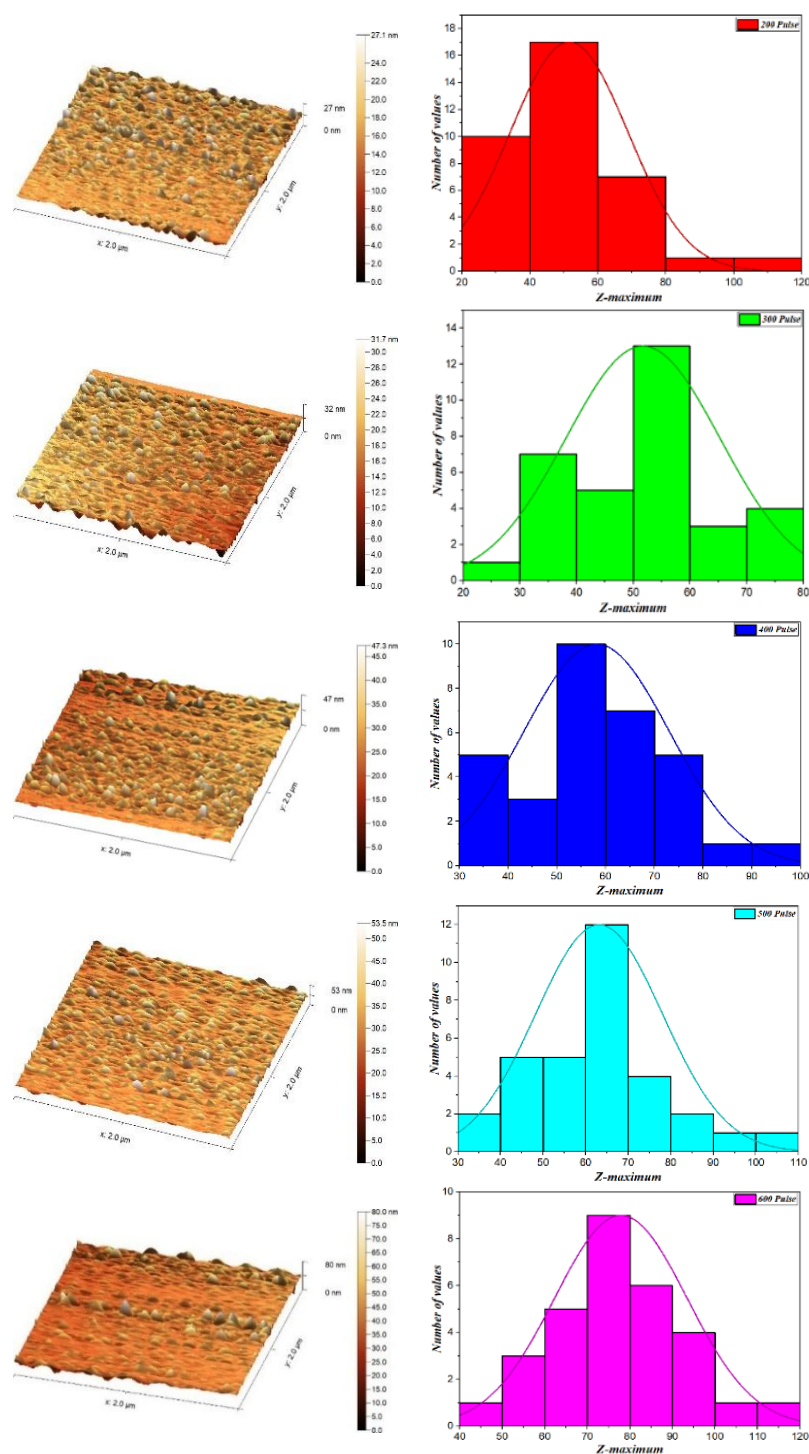 27.1 nm
24.0
22.0
20.0
18.0
16.0
14.0
12.0
10.0
8.0
6.0
4.0
2.0
0.0
27 nm
0 nm
y: 2.0 µm
x: 2.0 µm
200 Pulse
Number of values
18
16
14
12
10
8
6
4
2
0
20 40 60 80 100 120
Z-maximum
31.7 nm
30.0
28.0
26.0
24.0
22.0
20.0
18.0
16.0
14.0
12.0
10.0
8.0
6.0
4.0
2.0
0.0
32 nm
0 nm
y: 2.0 µm
x: 2.0 µm
300 Pulse
Number of values
14
12
10
8
6
4
2
0
20 30 40 50 60 70 80
Z-maximum
47.3 nm
45.0
40.0
35.0
30.0
25.0
20.0
15.0
10.0
5.0
0.0
47 nm
0 nm
y: 2.0 µm
x: 2.0 µm
400 Pulse
Number of values
10
8
6
4
2
0
30 40 50 60 70 80 90 100
Z-maximum
53.5 nm
50.0
45.0
40.0
35.0
30.0
25.0
20.0
15.0
10.0
5.0
0.0
53 nm
0 nm
y: 2.0 µm
x: 2.0 µm
500 Pulse
Number of values
12
10
8
6
4
2
0
30 40 50 60 70 80 90 100 110
Z-maximum
80.0 nm
75.0
70.0
65.0
60.0
55.0
50.0
45.0
40.0
35.0
30.0
25.0
20.0
15.0
10.0
5.0
0.0
80 nm
0 nm
y: 2.0 µm
x: 2.0 µm
600 Pulse
Number of values
10
8
6
4
2
0
40 50 60 70 80 90 100 110 120
Z-maximum